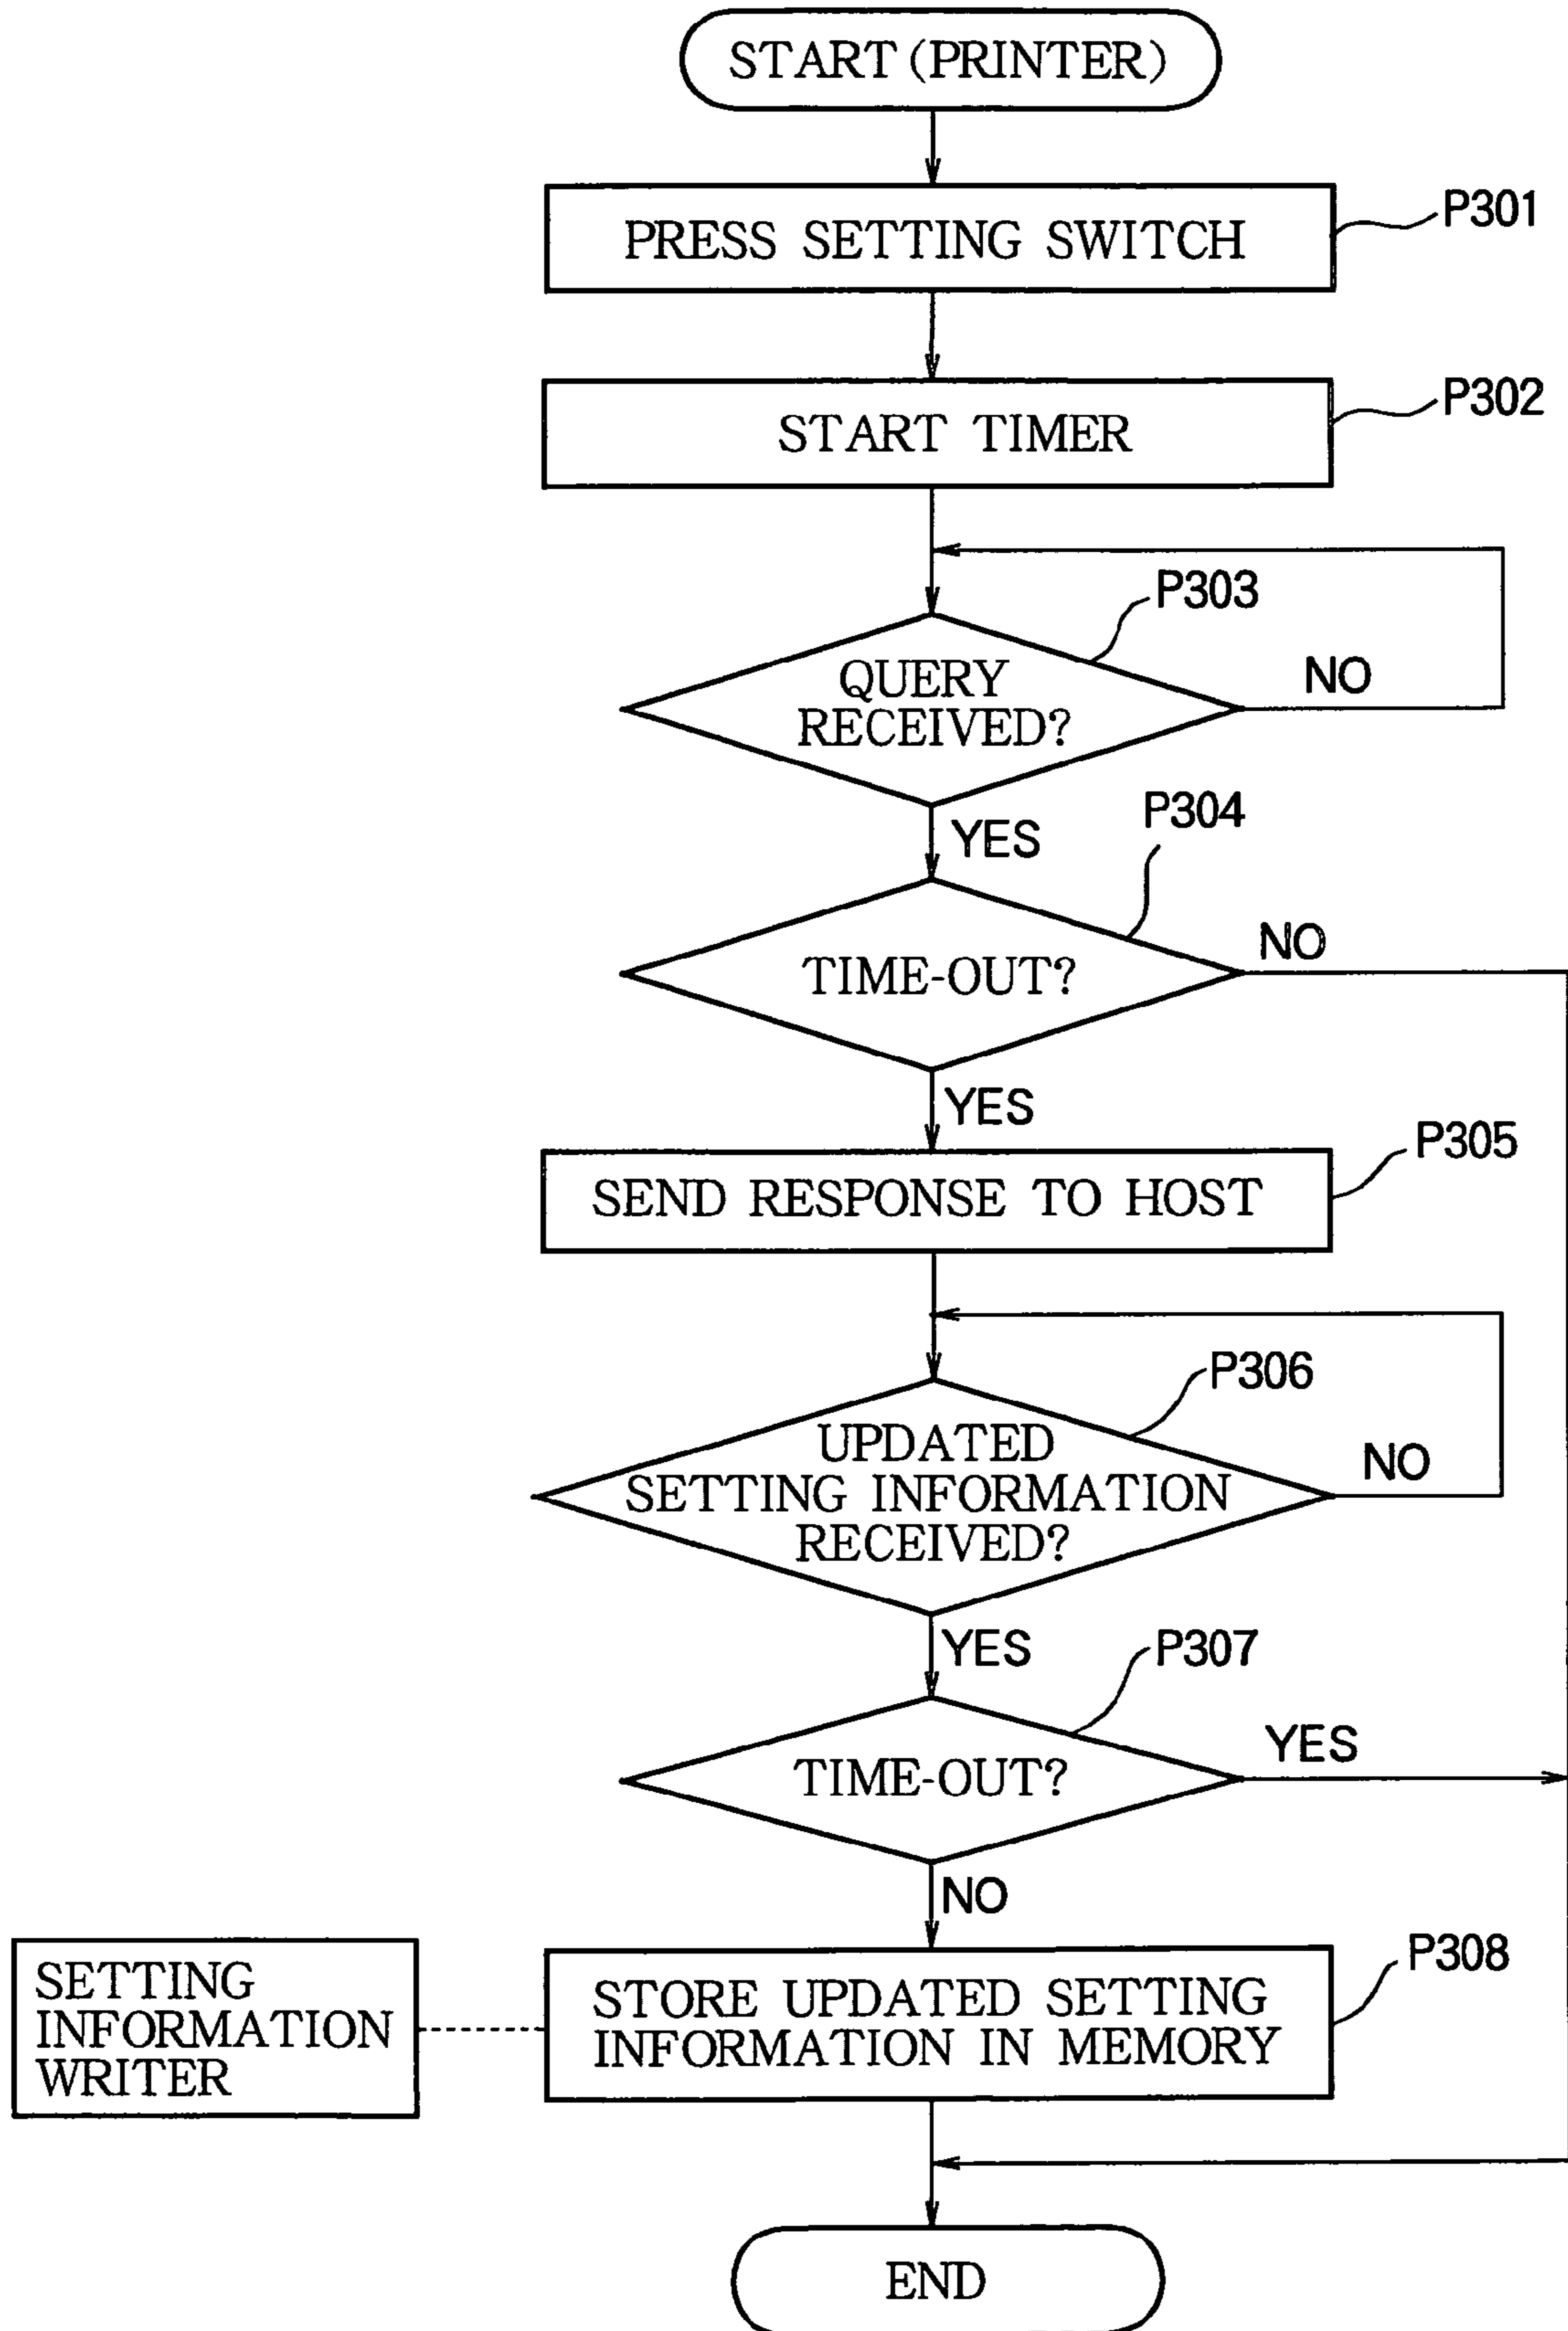 START (PRINTER)
PRESS SETTING SWITCH
P301
START TIMER
P302
P303
QUERY
RECEIVED?
NO
YES
P304
TIME-OUT?
NO
YES
P305
SEND RESPONSE TO HOST
P306
UPDATED
SETTING INFORMATION
RECEIVED?
NO
YES
P307
TIME-OUT?
YES
NO
P308
SETTING
INFORMATION
WRITER
STORE UPDATED SETTING
INFORMATION IN MEMORY
END